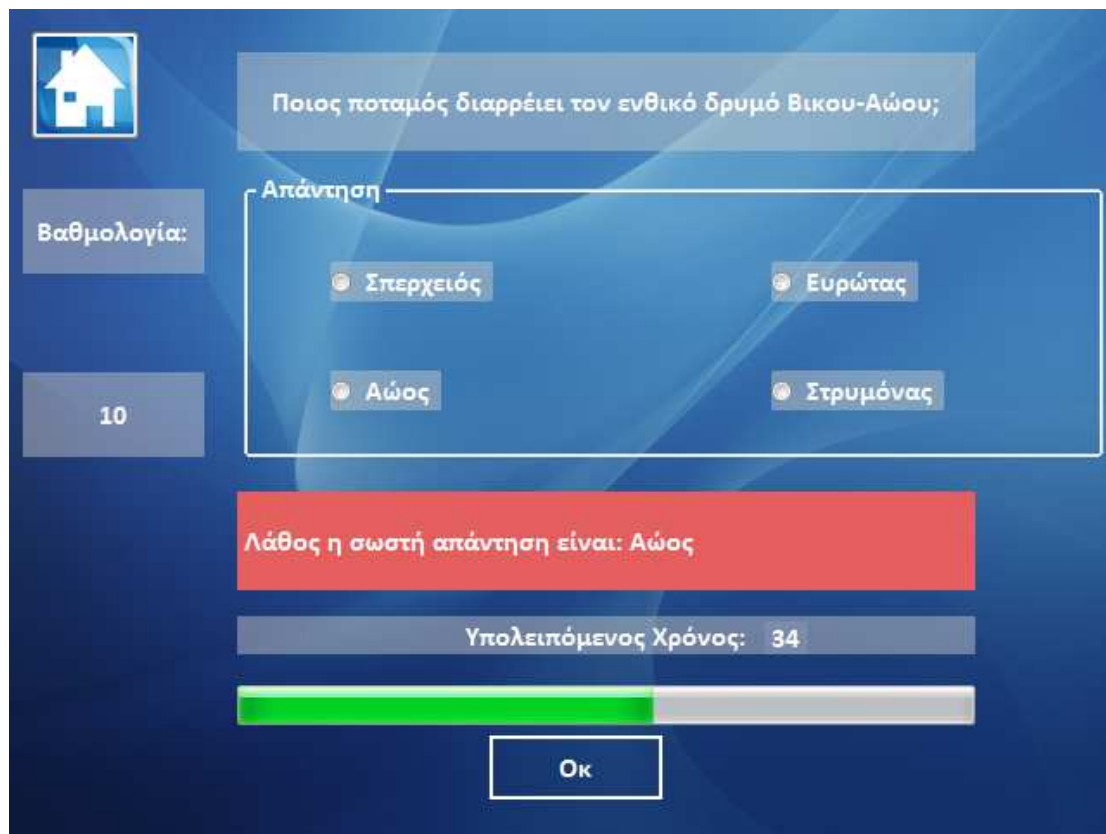 Ποιος ποταμός διαρρέιει τον ενθικό δρυμό Βικου-Αώου;
Απάντηση
Βαθμολογία:
Σπερχειός
Ευρώτας
Αώος
Στρυμόνας
10
Λάθος η σωστή απάντηση είναι: Αώος
Υπολειπόμενος Χρόνος: 34
Οκ